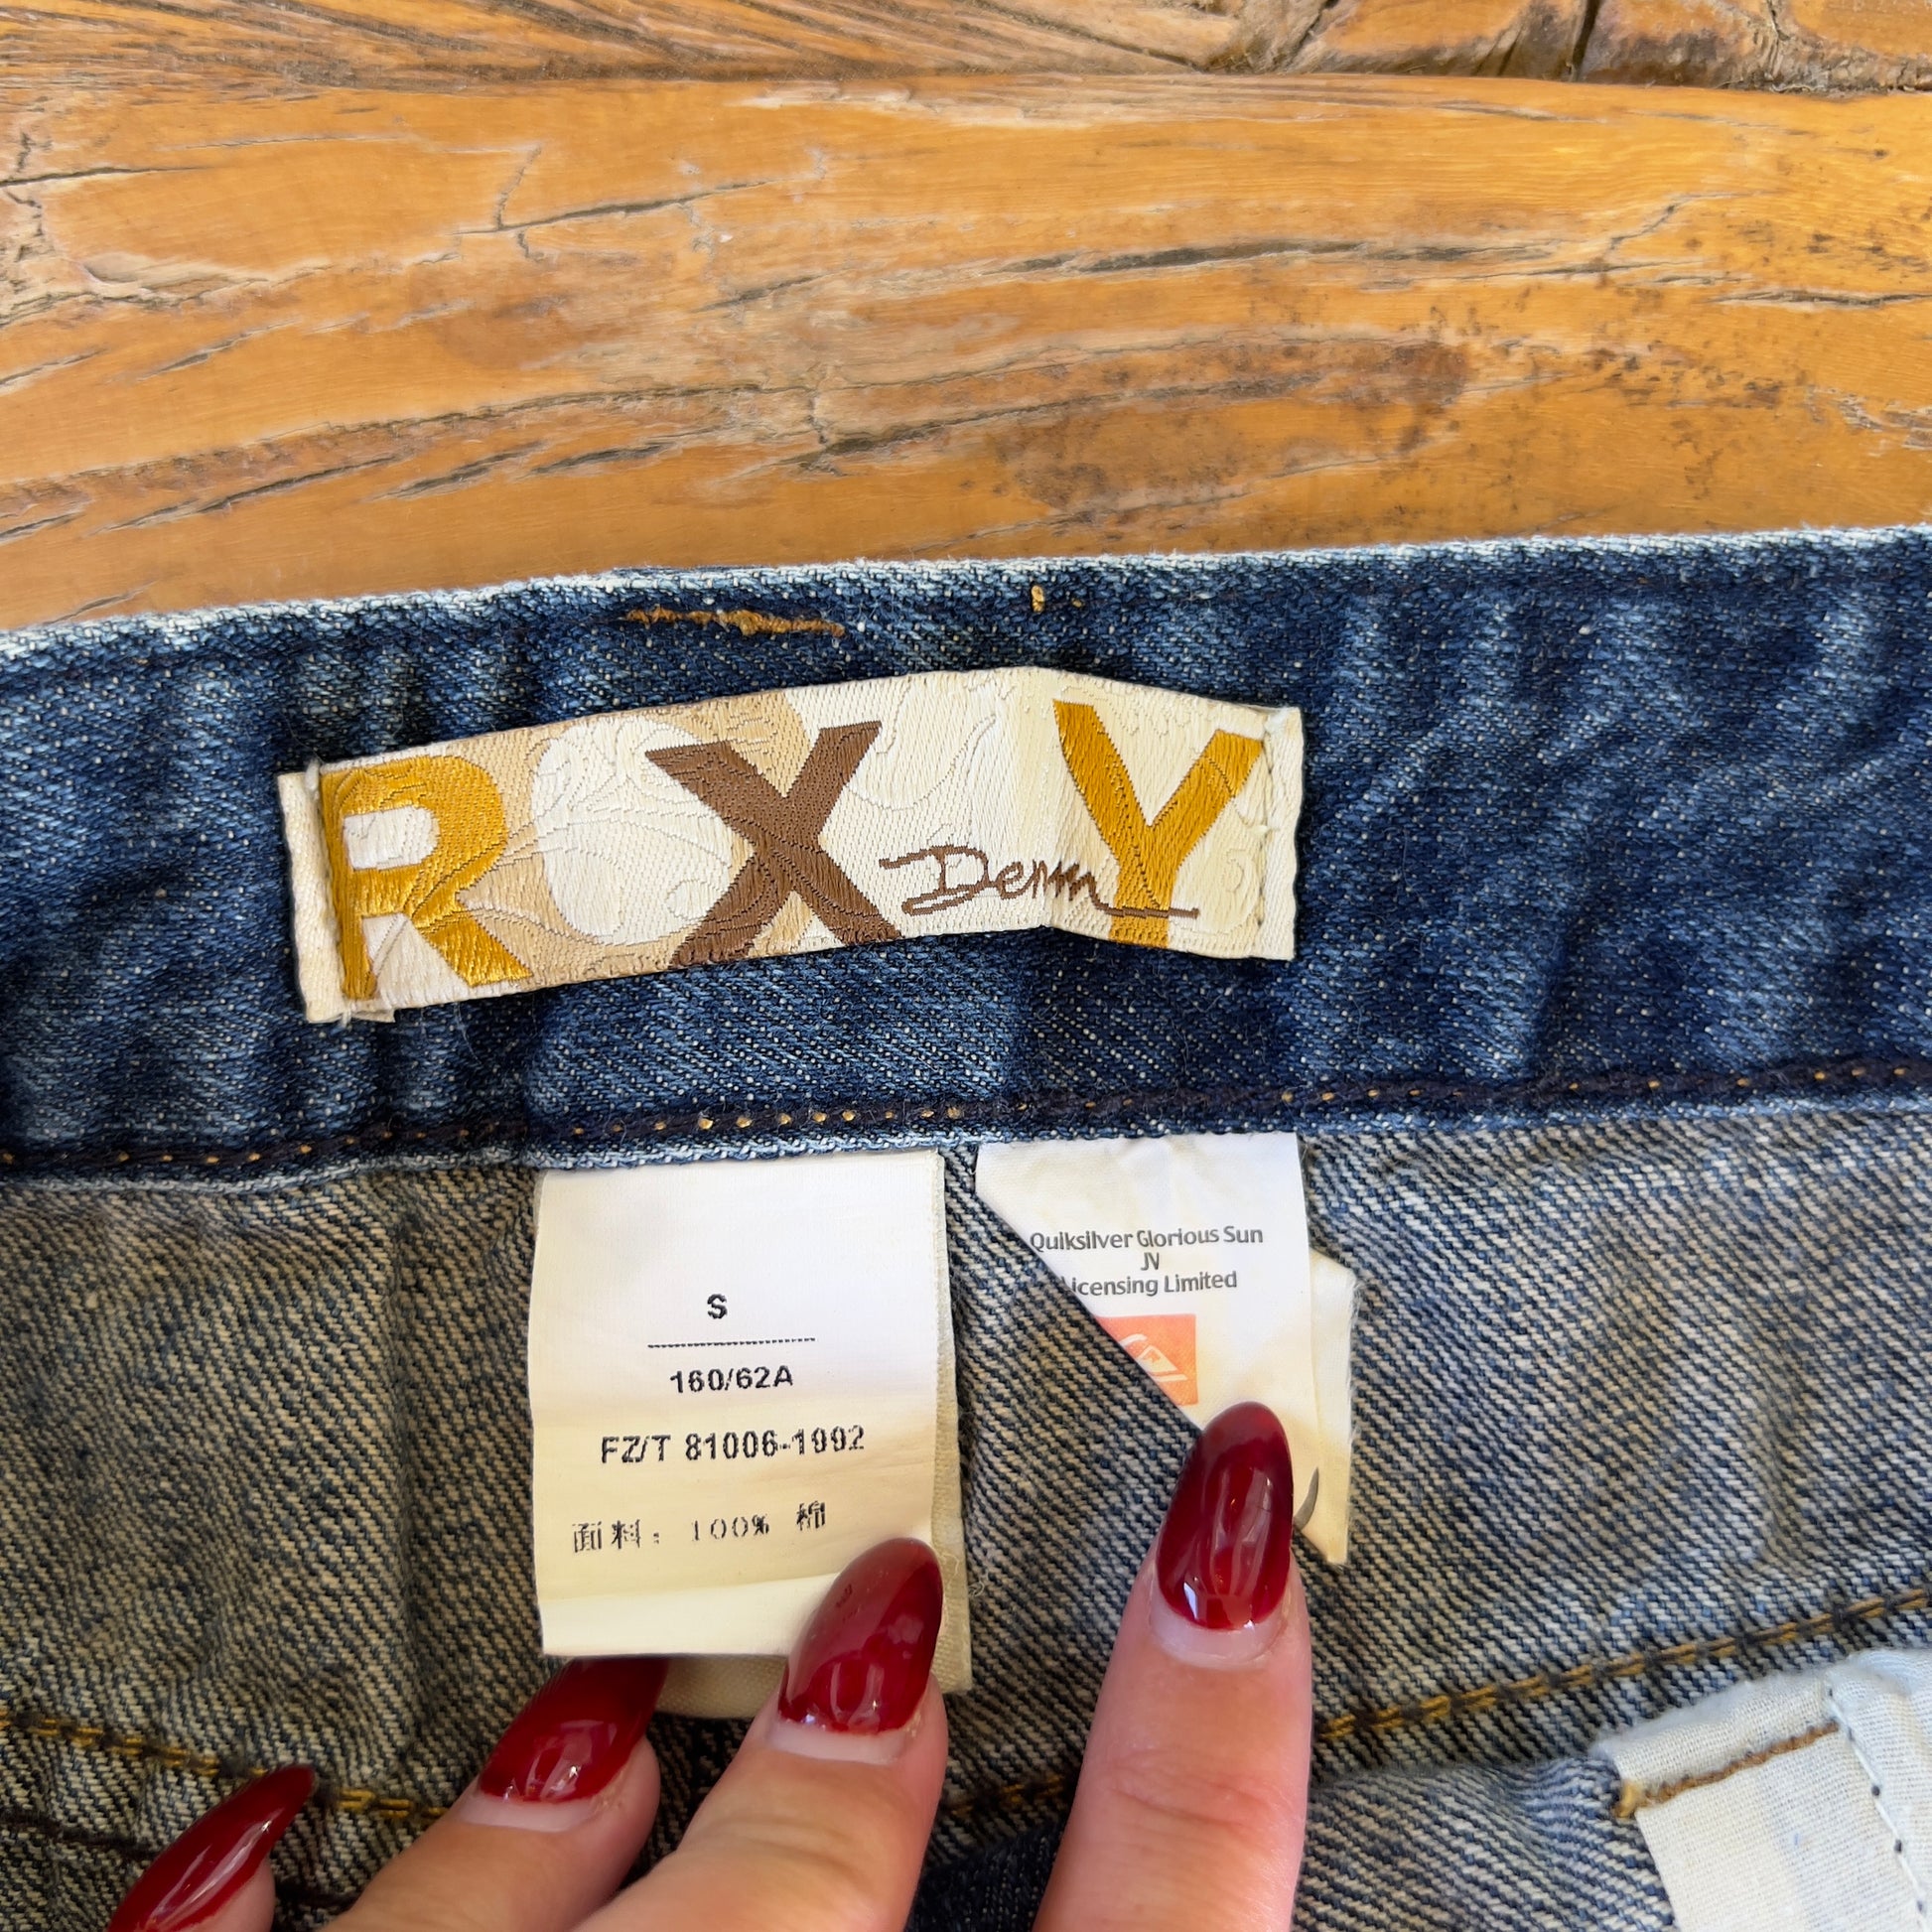 ROXY
Denim
S
160/62A
FZ/T 81006-1992
面料: 100% 棉
Quiksilver Glorious Sun
JV
Licensing Limited